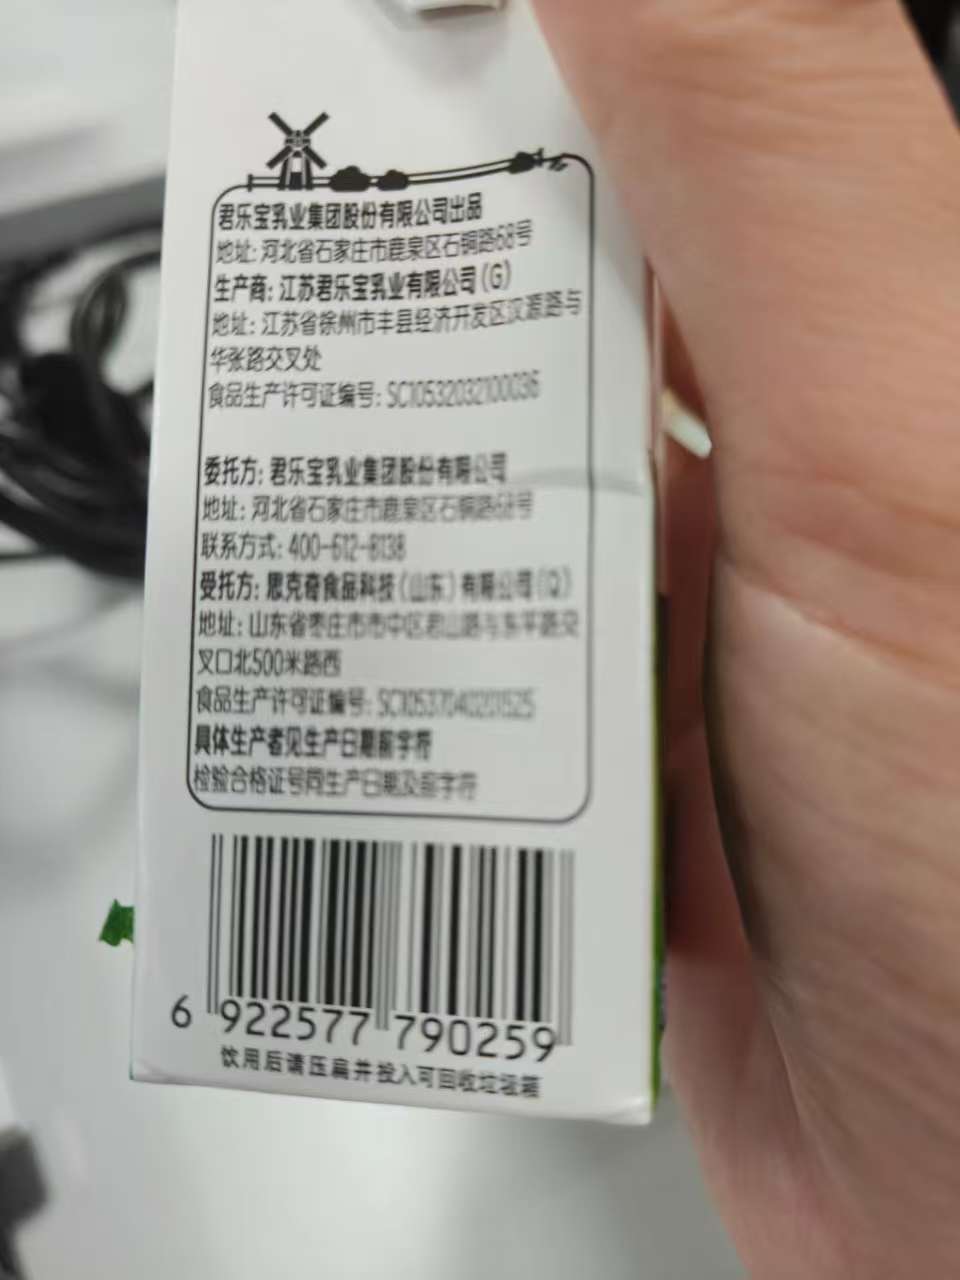 君乐宝乳业集团股份有限公司出品
地址: 河北省石家庄市鹿泉区石铜路68号
生产商: 江苏君乐宝乳业有限公司(G)
地址: 江苏省徐州市丰县经济开发区汉源路与
华张路交叉处
食品生产许可证编号: SC10532032100036
委托方: 君乐宝乳业集团股份有限公司
地址: 河北省石家庄市鹿泉区石铜路68号
联系方式: 400-612-8138
受托方: 思克奇食品科技(山东)有限公司(Q)
地址: 山东省枣庄市市中区君山路与东平路交
叉口北500米路西
食品生产许可证编号: SC10537040201525
具体生产者见生产日期前字符
检验合格证号同生产日期及前字符
6 922577 790259
饮用后请压扁并投入可回收垃圾箱